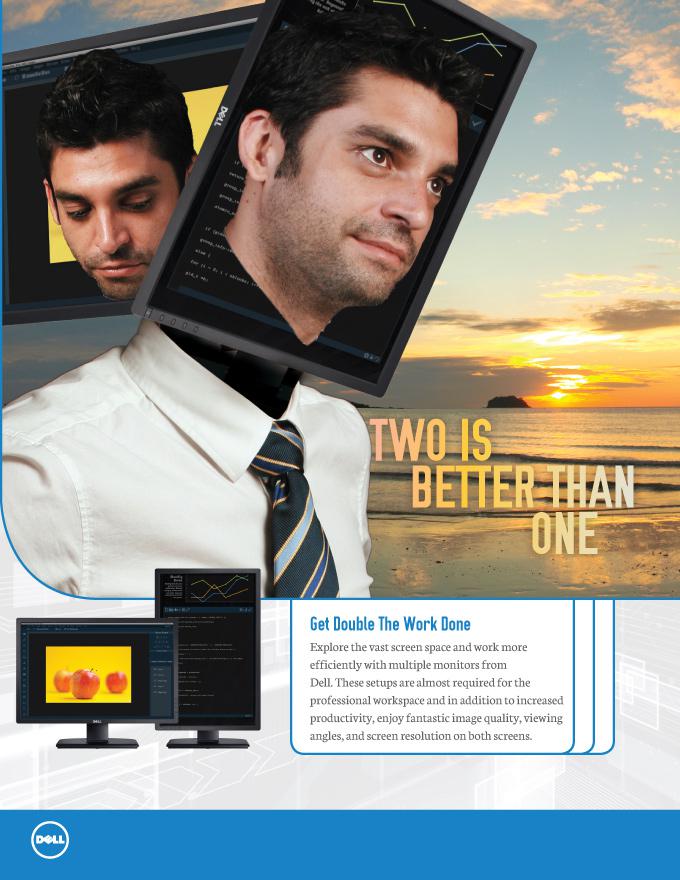 DELL
TWO IS
BETTER THAN
ONE
DELL
Get Double The Work Done
Explore the vast screen space and work more
efficiently with multiple monitors from
Dell. These setups are almost required for the
professional workspace and in addition to increased
productivity, enjoy fantastic image quality, viewing
angles, and screen resolution on both screens.
DELL